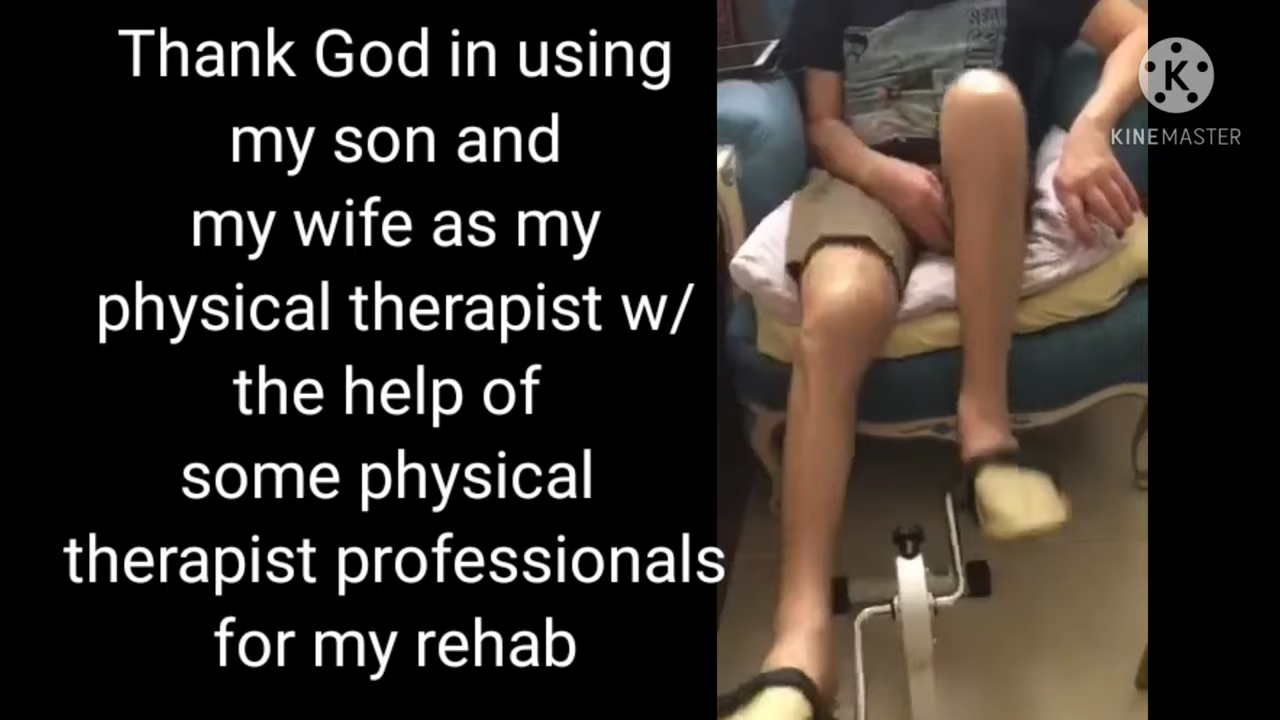 Thank God in using
my son and
my wife as my
physical therapist w/
the help of
some physical
therapist professionals
for my rehab
K
KINEMASTER